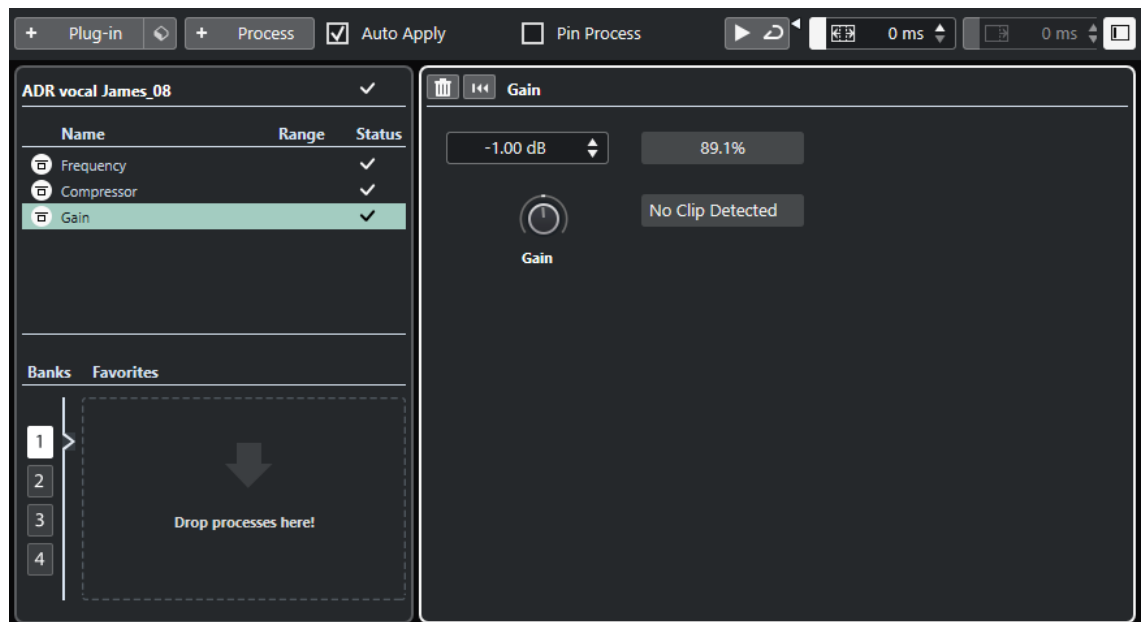 + Plug-in + Process Auto Apply Pin Process 0 ms 0 ms
ADR vocal James_08
Name Range Status
Frequency
Compressor
Gain
Banks Favorites
1
2
3
4
Drop processes here!
Gain
-1.00 dB 89.1%
No Clip Detected
Gain